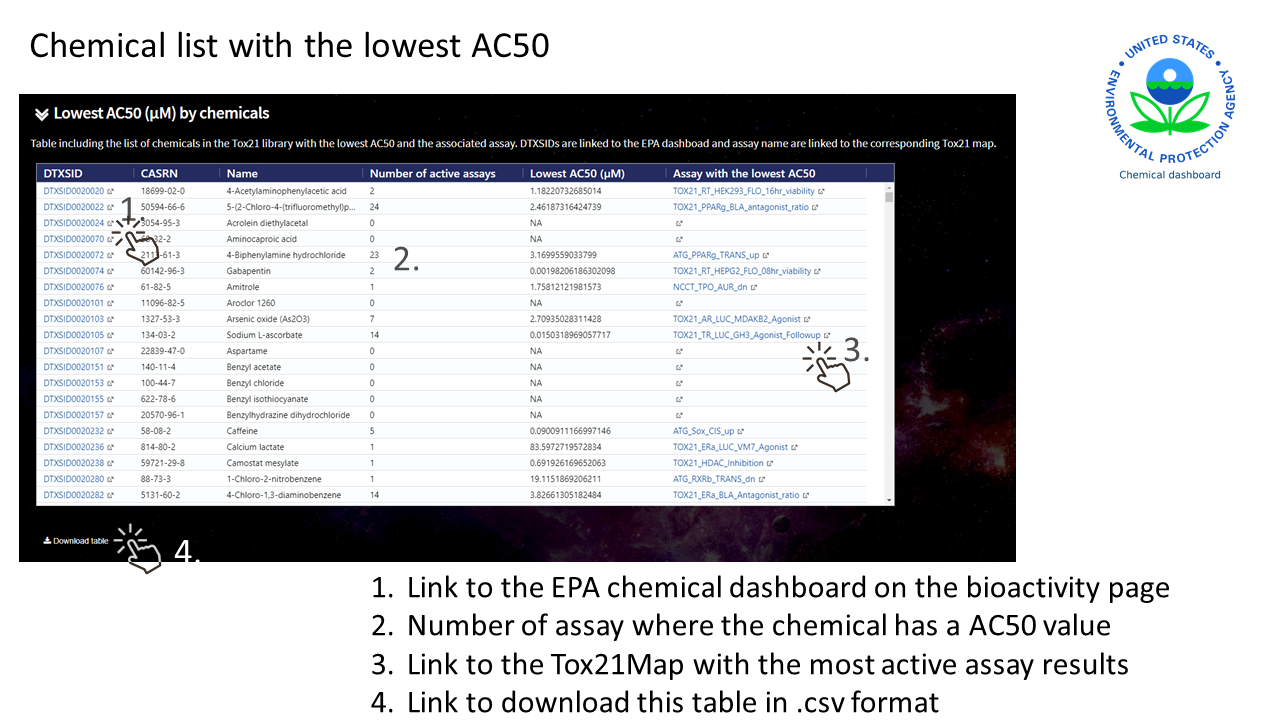 Chemical list with the lowest AC50
UNITED STATES
ENVIRONMENTAL PROTECTION AGENCY
Chemical dashboard
Lowest AC50 (μM) by chemicals
Table including the list of chemicals in the Tox21 library with the lowest AC50 and the associated assay. DTXSIDs are linked to the EPA dashboad and assay name are linked to the corresponding Tox21 map.
DTXSID CASRN Name Number of active assays Lowest AC50 (μM) Assay with the lowest AC50
DTXSID0020020 18699-02-0 4-Acetylaminophenylacetic acid 2 1.18220732685014 TOX21_RT_HEK293_FLO_16hr_viability
DTXSID0020022 50594-66-6 5-(2-Chloro-4-(trifluoromethyl)p... 24 2.46187316424739 TOX21_PPARg_BLA_antagonist_ratio
1.
DTXSID0020024 3054-95-3 Acrolein diethylacetal 0 NA
DTXSID0020070 60-32-2 Aminocaproic acid 0 NA
DTXSID0020072 2113-61-3 4-Biphenylamine hydrochloride 23 3.1699559033799 ATG_PPARg_TRANS_up
2.
DTXSID0020074 60142-96-3 Gabapentin 2 0.00198206186302098 TOX21_RT_HEPG2_FLO_08hr_viability
DTXSID0020076 61-82-5 Amitrole 1 1.75812121981573 NCCT_TPO_AUR_dn
DTXSID0020101 11096-82-5 Aroclor 1260 0 NA
DTXSID0020103 1327-53-3 Arsenic oxide (As2O3) 7 2.70935028311428 TOX21_AR_LUC_MDAKB2_Agonist
DTXSID0020105 134-03-2 Sodium L-ascorbate 14 0.0150318969057717 TOX21_TR_LUC_GH3_Agonist_Followup
3.
DTXSID0020107 22839-47-0 Aspartame 0 NA
DTXSID0020151 140-11-4 Benzyl acetate 0 NA
DTXSID0020153 100-44-7 Benzyl chloride 0 NA
DTXSID0020155 622-78-6 Benzyl isothiocyanate 0 NA
DTXSID0020157 20570-96-1 Benzylhydrazine dihydrochloride 0 NA
DTXSID0020232 58-08-2 Caffeine 5 0.0900911166997146 ATG_Sox_CIS_up
DTXSID0020236 814-80-2 Calcium lactate 1 83.5972719572834 TOX21_ERa_LUC_VM7_Agonist
DTXSID0020238 59721-29-8 Camostat mesylate 1 0.691926169652063 TOX21_HDAC_Inhibition
DTXSID0020280 88-73-3 1-Chloro-2-nitrobenzene 1 19.1151869206211 ATG_RXRb_TRANS_dn
DTXSID0020282 5131-60-2 4-Chloro-1,3-diaminobenzene 14 3.82661305182484 TOX21_ERa_BLA_Antagonist_ratio
Download table
4.
1. Link to the EPA chemical dashboard on the bioactivity page
2. Number of assay where the chemical has a AC50 value
3. Link to the Tox21Map with the most active assay results
4. Link to download this table in .csv format